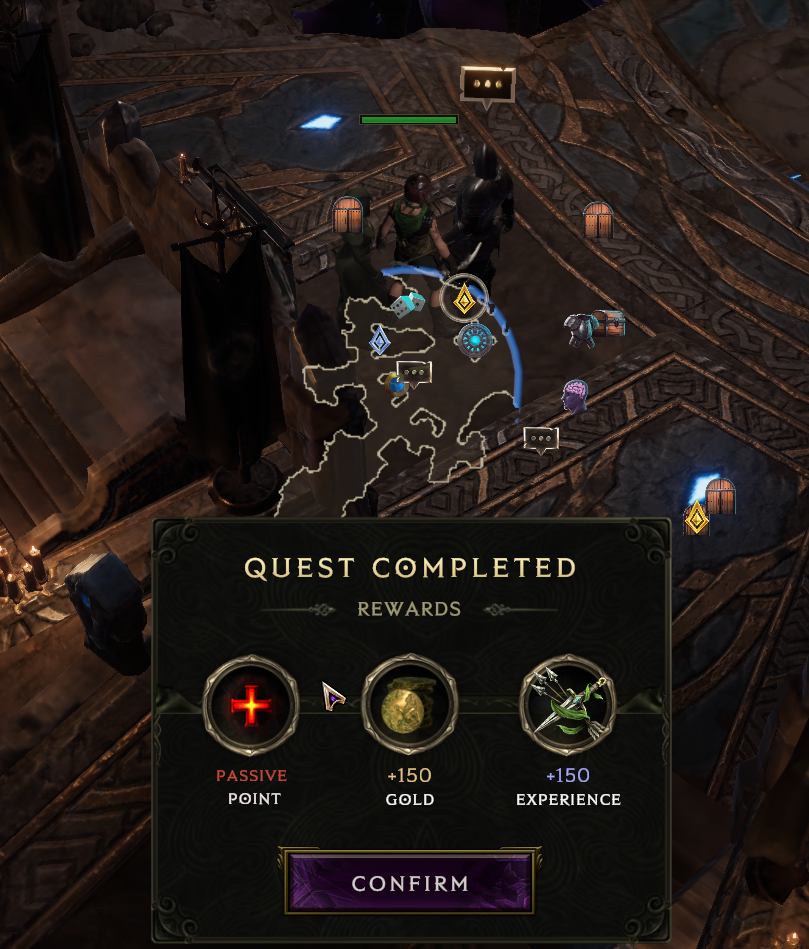 QUEST COMPLETED
REWARDS
PASSIVE
POINT
+150
GOLD
+150
EXPERIENCE
CONFIRM